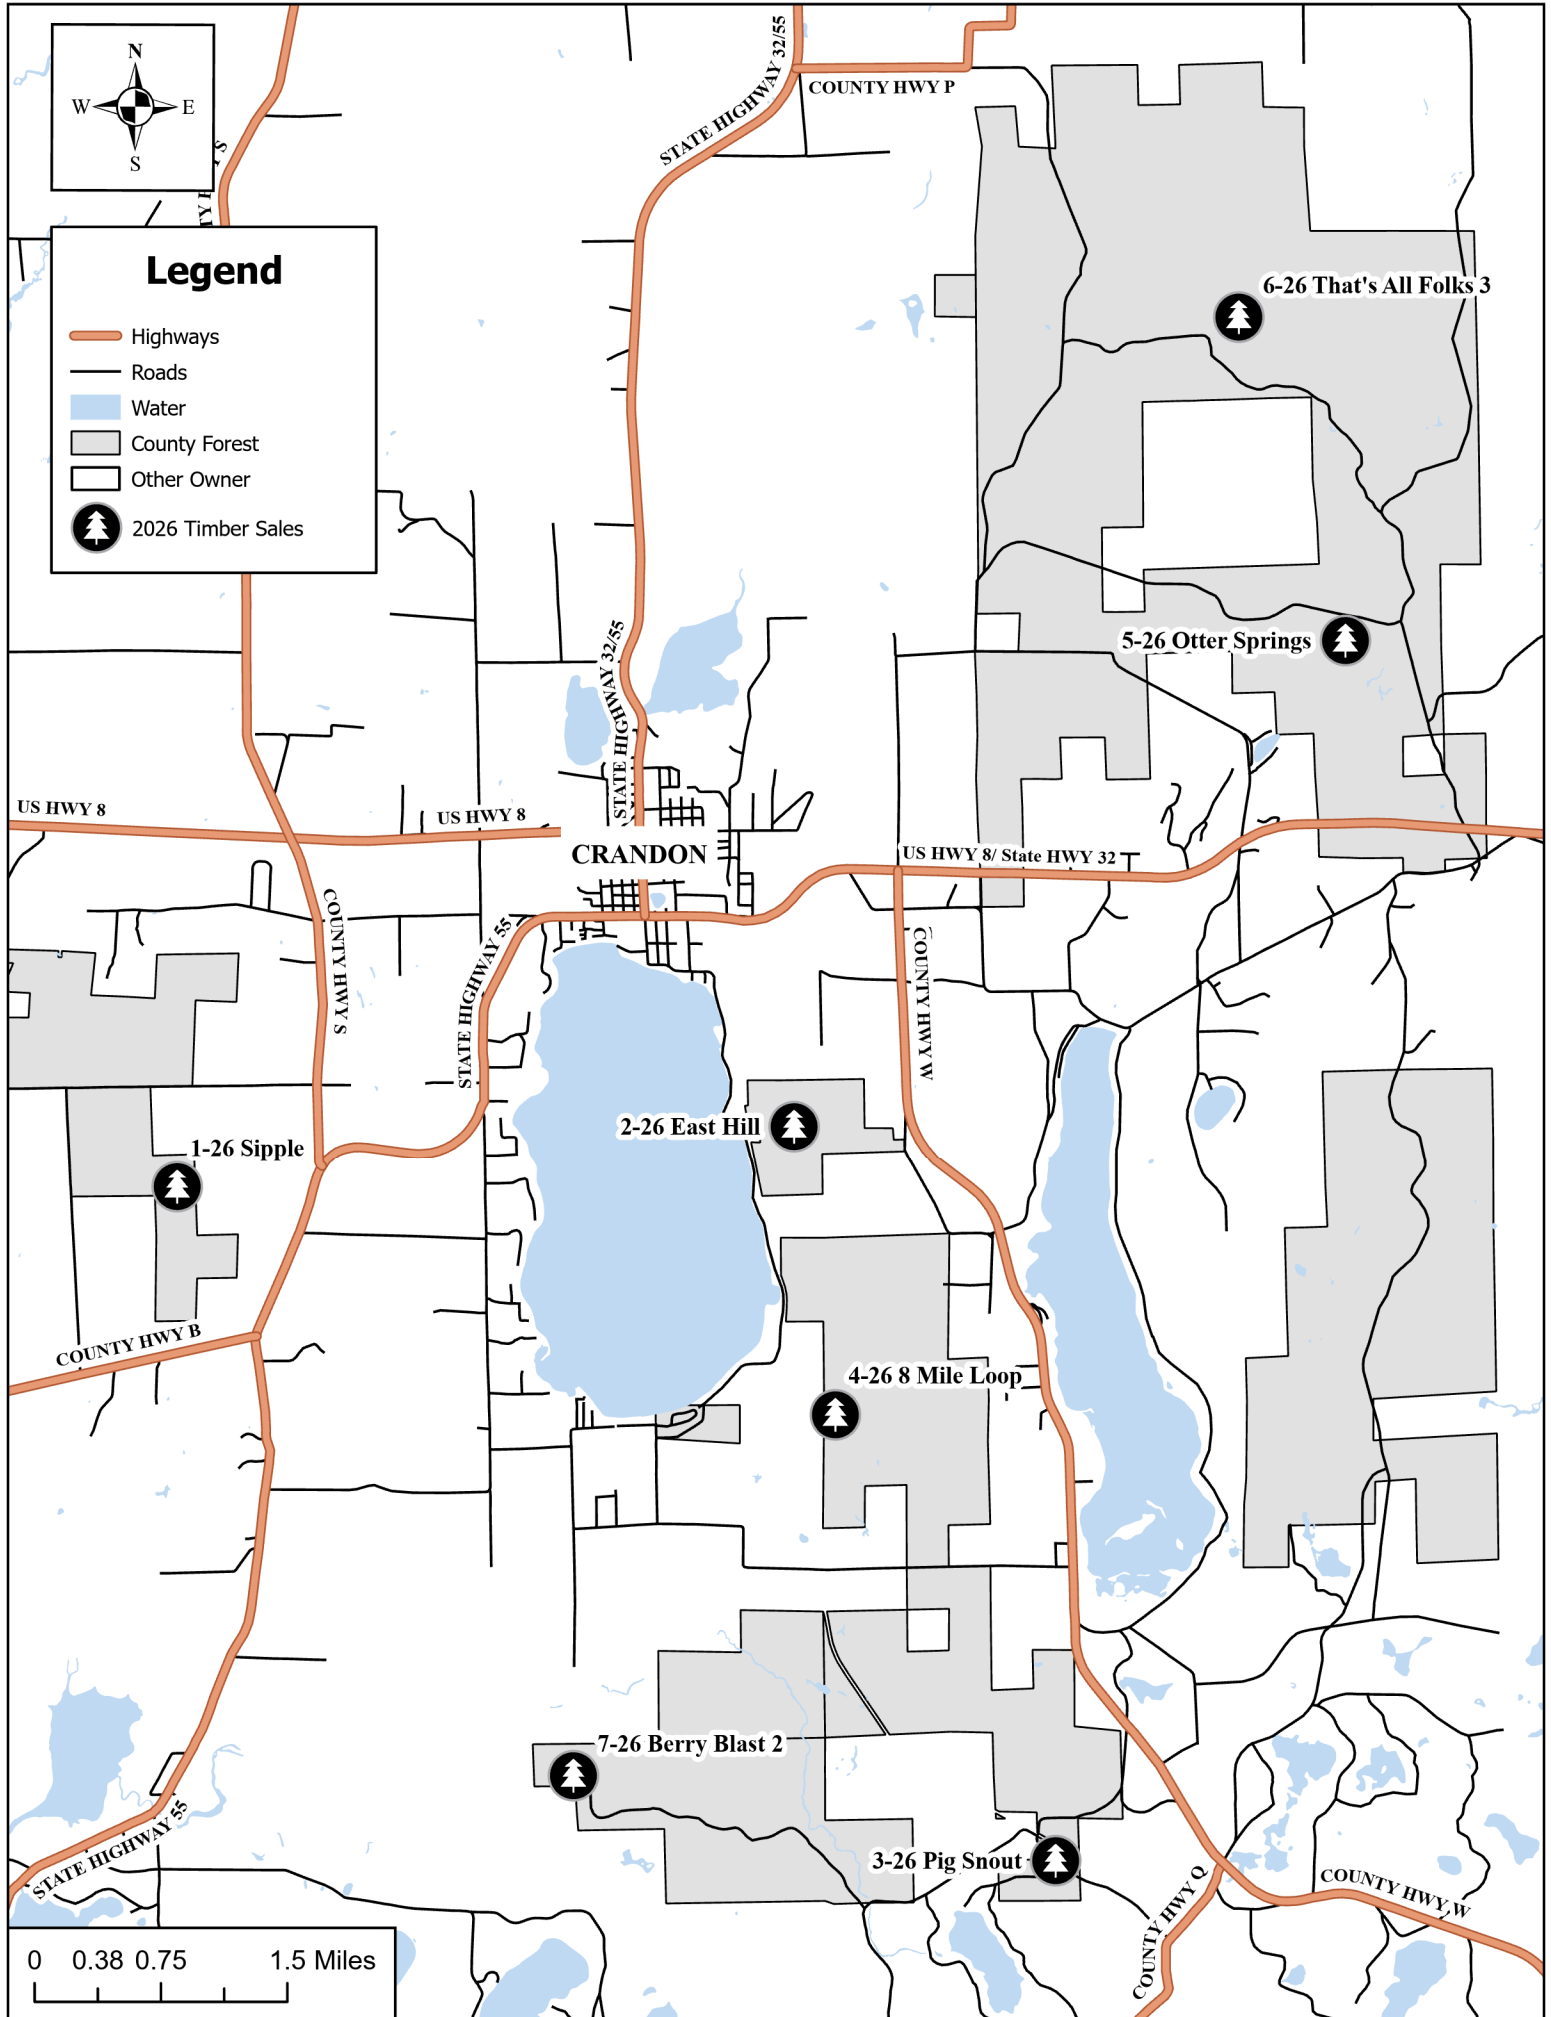 N
W E
S
STATE HIGHWAY 32/55
COUNTY HWY P
Legend
Highways
Roads
Water
County Forest
Other Owner
2026 Timber Sales
6-26 That's All Folks 3
5-26 Otter Springs
STATE HIGHWAY 32/55
US HWY 8
US HWY 8
CRANDON
US HWY 8/ State HWY 32
COUNTY HWY S
STATE HIGHWAY 55
COUNTY HWY W
2-26 East Hill
1-26 Sipple
COUNTY HWY B
4-26 8 Mile Loop
7-26 Berry Blast 2
3-26 Pig Snout
STATE HIGHWAY 55
COUNTY HWY Q
COUNTY HWY W
0 0.38 0.75 1.5 Miles